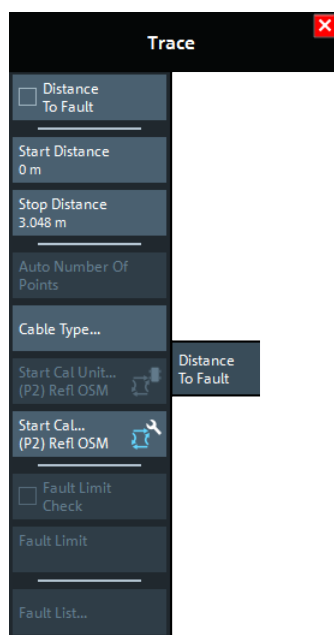 Trace
Distance
To Fault
Start Distance
0 m
Stop Distance
3.048 m
Auto Number Of
Points
Cable Type...
Start Cal Unit...
(P2) Refl OSM
Start Cal...
(P2) Refl OSM
Fault Limit
Check
Fault Limit
Fault List...
Distance
To Fault